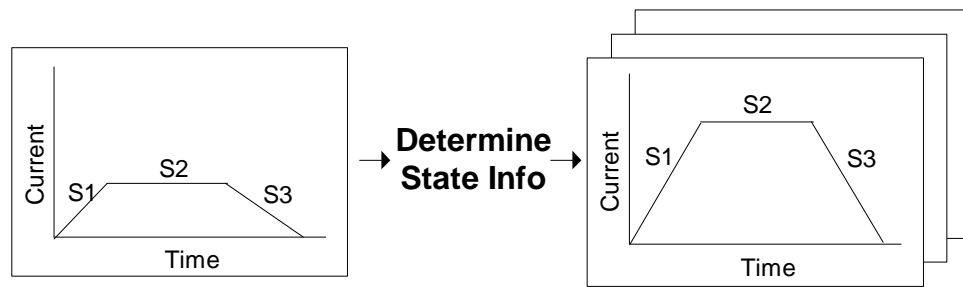 Current
S1
S2
S3
Time
Determine
State Info
Current
S1
S2
S3
Time